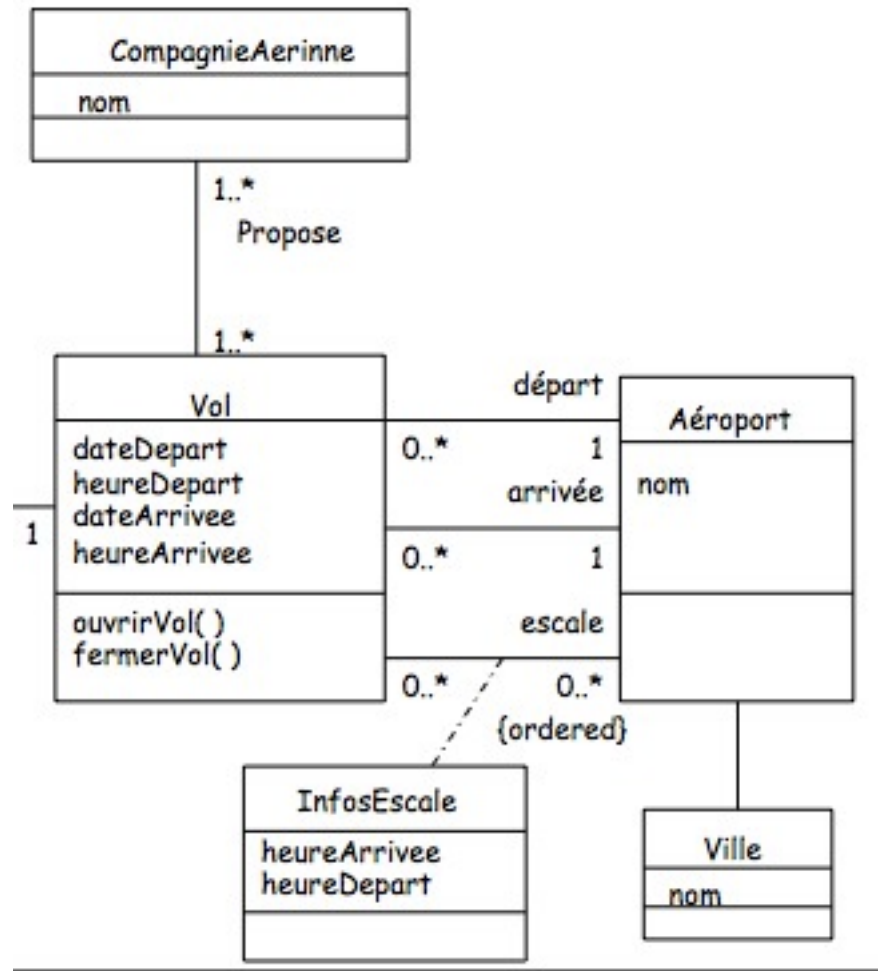 CompagnieAerinne
nom
1..*
Propose
1..*
Vol
dateDepart
heureDepart
dateArrivee
heureArrivee
ouvrirVol( )
fermerVol( )
1
départ
0..* 1
arrivée
0..* 1
escale
0..* 0..*
{ordered}
Aéroport
nom
InfosEscale
heureArrivee
heureDepart
Ville
nom